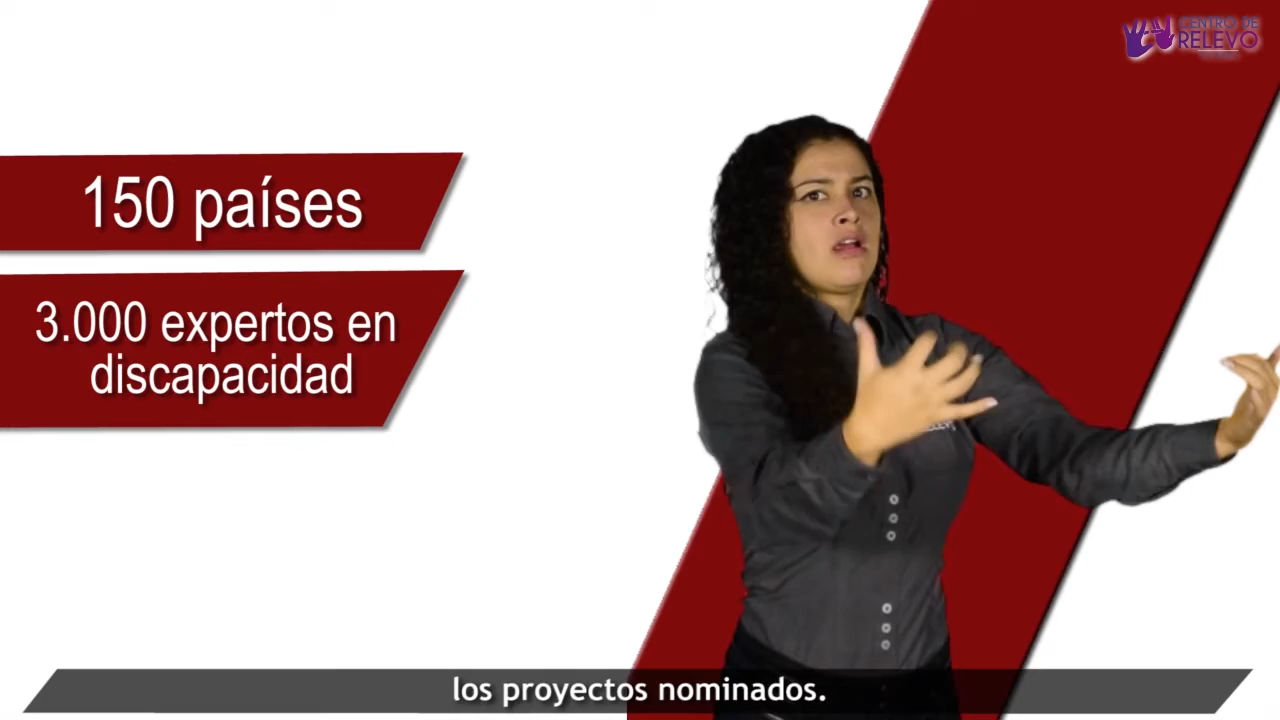 CENTRO DE
RELEVO
150 países
3.000 expertos en
discapacidad
los proyectos nominados.